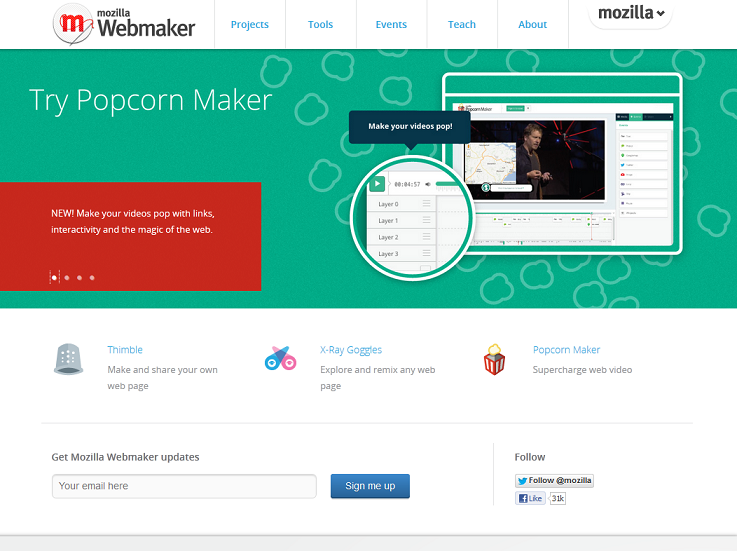 mozilla
Webmaker
Projects
Tools
Events
Teach
About
mozilla
Try Popcorn Maker
Make your videos pop!
PopcornMaker
00:04:57
Layer 0
Layer 1
Layer 2
Layer 3
NEW! Make your videos pop with links,
interactivity and the magic of the web.
Thimble
Make and share your own
web page
X-Ray Goggles
Explore and remix any web
page
Popcorn Maker
Supercharge web video
Get Mozilla Webmaker updates
Your email here
Sign me up
Follow
Follow @mozilla
Like
31k